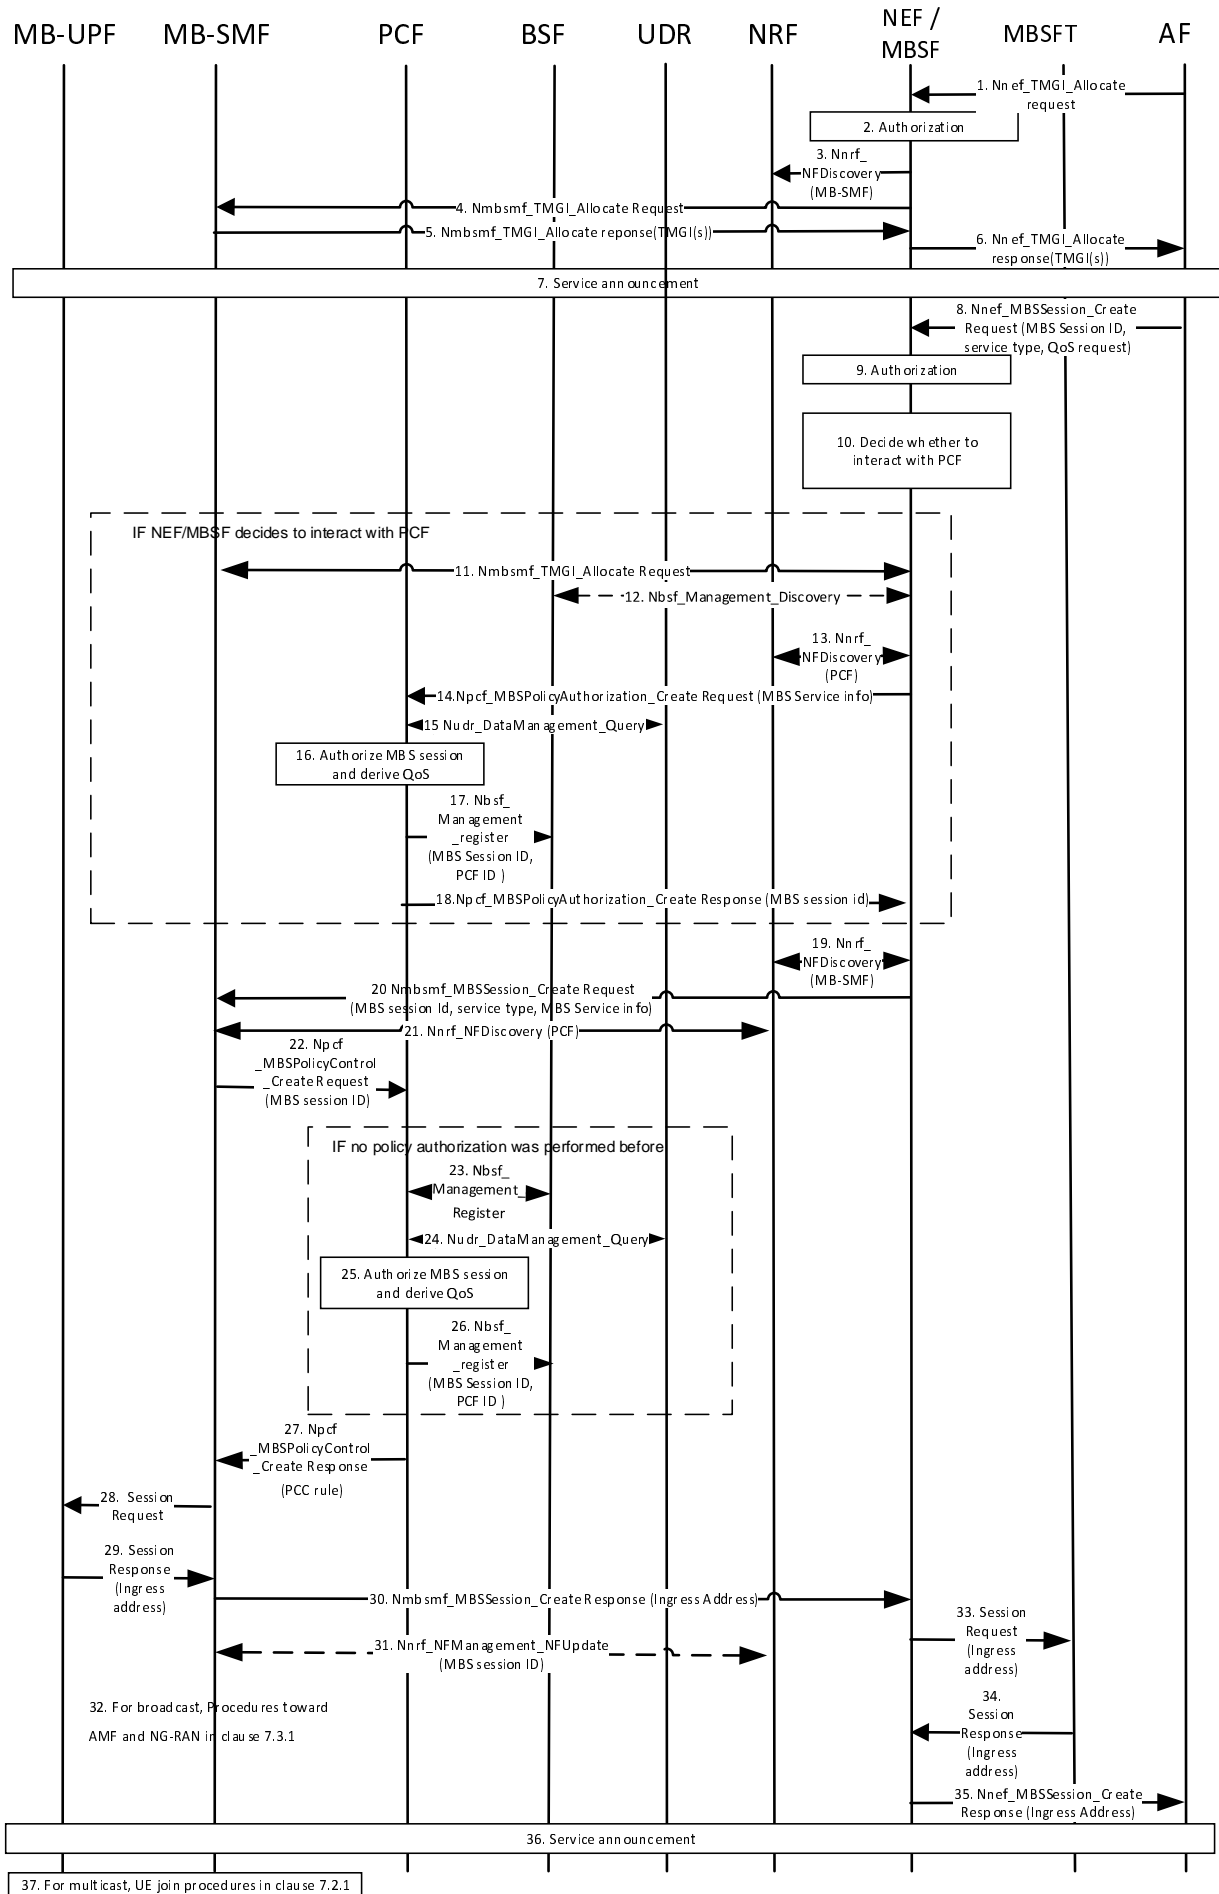 MB-UPF MB-SMF PCF BSF UDR NRF NEF / MBSFT AF
MBSF
1. Nnef_TMGI_Allocate
request
2. Authorization
3. Nnrf_
NFDiscovery
(MB-SMF)
4. Nmbsmf_TMGI_Allocate Request
5. Nmbsmf_TMGI_Allocate reponse(TMGI(s))
6. Nnef_TMGI_Allocate
response(TMGI(s))
7. Service announcement
8. Nnef_MBSSession_Create
Request (MBS Session ID,
service type, QoS request)
9. Authorization
10. Decide whether to
interact with PCF
IF NEF/MBSF decides to interact with PCF
11. Nmbsmf_TMGI_Allocate Request
12. Nbsf_Management_Discovery
13. Nnrf_
NFDiscovery
(PCF)
14.Npcf_MBSPolicyAuthorization_Create Request (MBS Service info)
15 Nudr_DataManagement_Query
16. Authorize MBS session
and derive QoS
17. Nbsf_
Management
_register
(MBS Session ID,
PCF ID )
18.Npcf_MBSPolicyAuthorization_Create Response (MBS session id)
19. Nnrf_
NFDiscovery
(MB-SMF)
20 Nmbsmf_MBSSession_Create Request
(MBS session Id, service type, MBS Service info)
21. Nnrf_NFDiscovery (PCF)
22. Npcf
_MBSPolicyControl
_Create Request
(MBS session ID)
IF no policy authorization was performed before
23. Nbsf_
Management_
Register
24. Nudr_DataManagement_Query
25. Authorize MBS session
and derive QoS
26. Nbsf_
Management
_register
(MBS Session ID,
PCF ID )
27. Npcf
_MBSPolicyControl
_Create Response
(PCC rule)
28. Session
Request
29. Session
Response
(Ingress
address)
30. Nmbsmf_MBSSession_Create Response (Ingress Address)
31. Nnrf_NFManagement_NFUpdate
(MBS session ID)
32. For broadcast, Procedures toward
AMF and NG-RAN in clause 7.3.1
33. Session
Request
(Ingress
address)
34.
Session
Response
(Ingress
address)
35. Nnef_MBSSession_Create
Response (Ingress Address)
36. Service announcement
37. For multicast, UE join procedures in clause 7.2.1